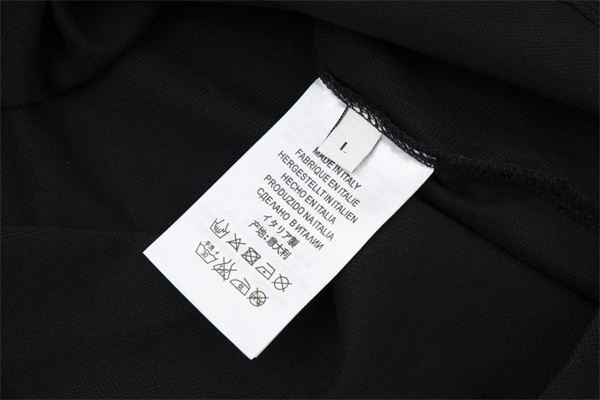 L
MADE IN ITALY
FABRIQUE EN ITALIE
HERGESTELLT IN ITALIEN
HECHO EN ITALIA
PRODUZIDO NA ITALIA
СДЕЛАНО В ИТАЛИИ
イタリア製
产地:意大利